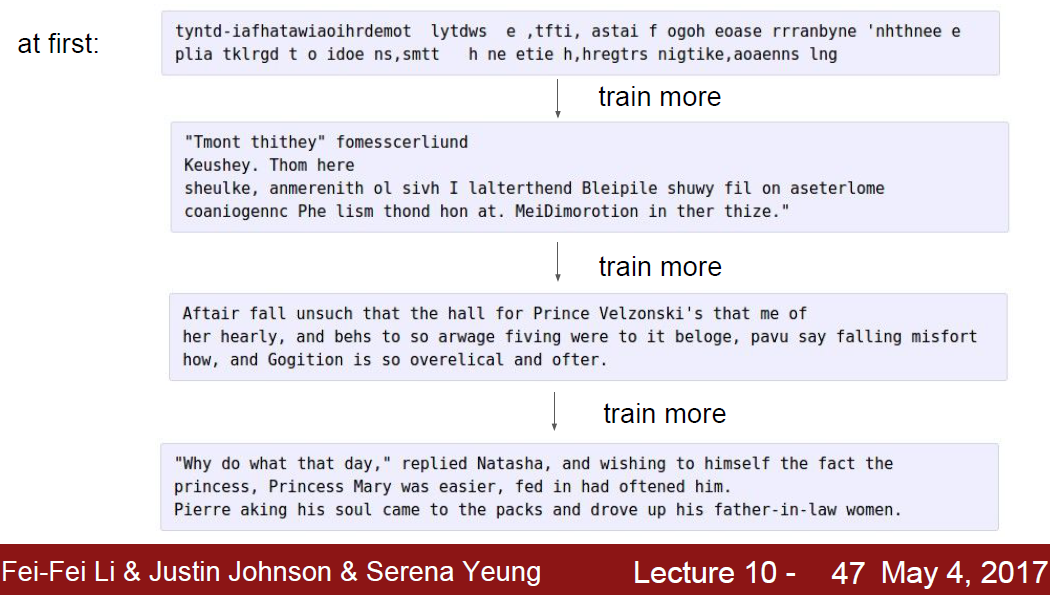 at first:
tyntd-iafhatawiaoihrdemot  lytdws  e ,tfti, astai f ogoh eoase rrranbyne 'nhthnee e
plia tklrgd t o idoe ns,smtt   h ne etie h,hregtrs nigtike,aoaenns lng
train more
"Tmont thithey" fomesscerliund
Keushey. Thom here
sheulke, anmerenith ol sivh I lalterthend Bleipile shuwy fil on aseterlome
coaniogennc Phe lism thond hon at. MeiDimorotion in ther thize."
train more
Aftair fall unsuch that the hall for Prince Velzonski's that me of
her hearly, and behs to so arwage fiving were to it beloge, pavu say falling misfort
how, and Gogition is so overelical and ofter.
train more
"Why do what that day," replied Natasha, and wishing to himself the fact the
princess, Princess Mary was easier, fed in had oftened him.
Pierre aking his soul came to the packs and drove up his father-in-law women.
Fei-Fei Li & Justin Johnson & Serena Yeung Lecture 10 - 47 May 4, 2017